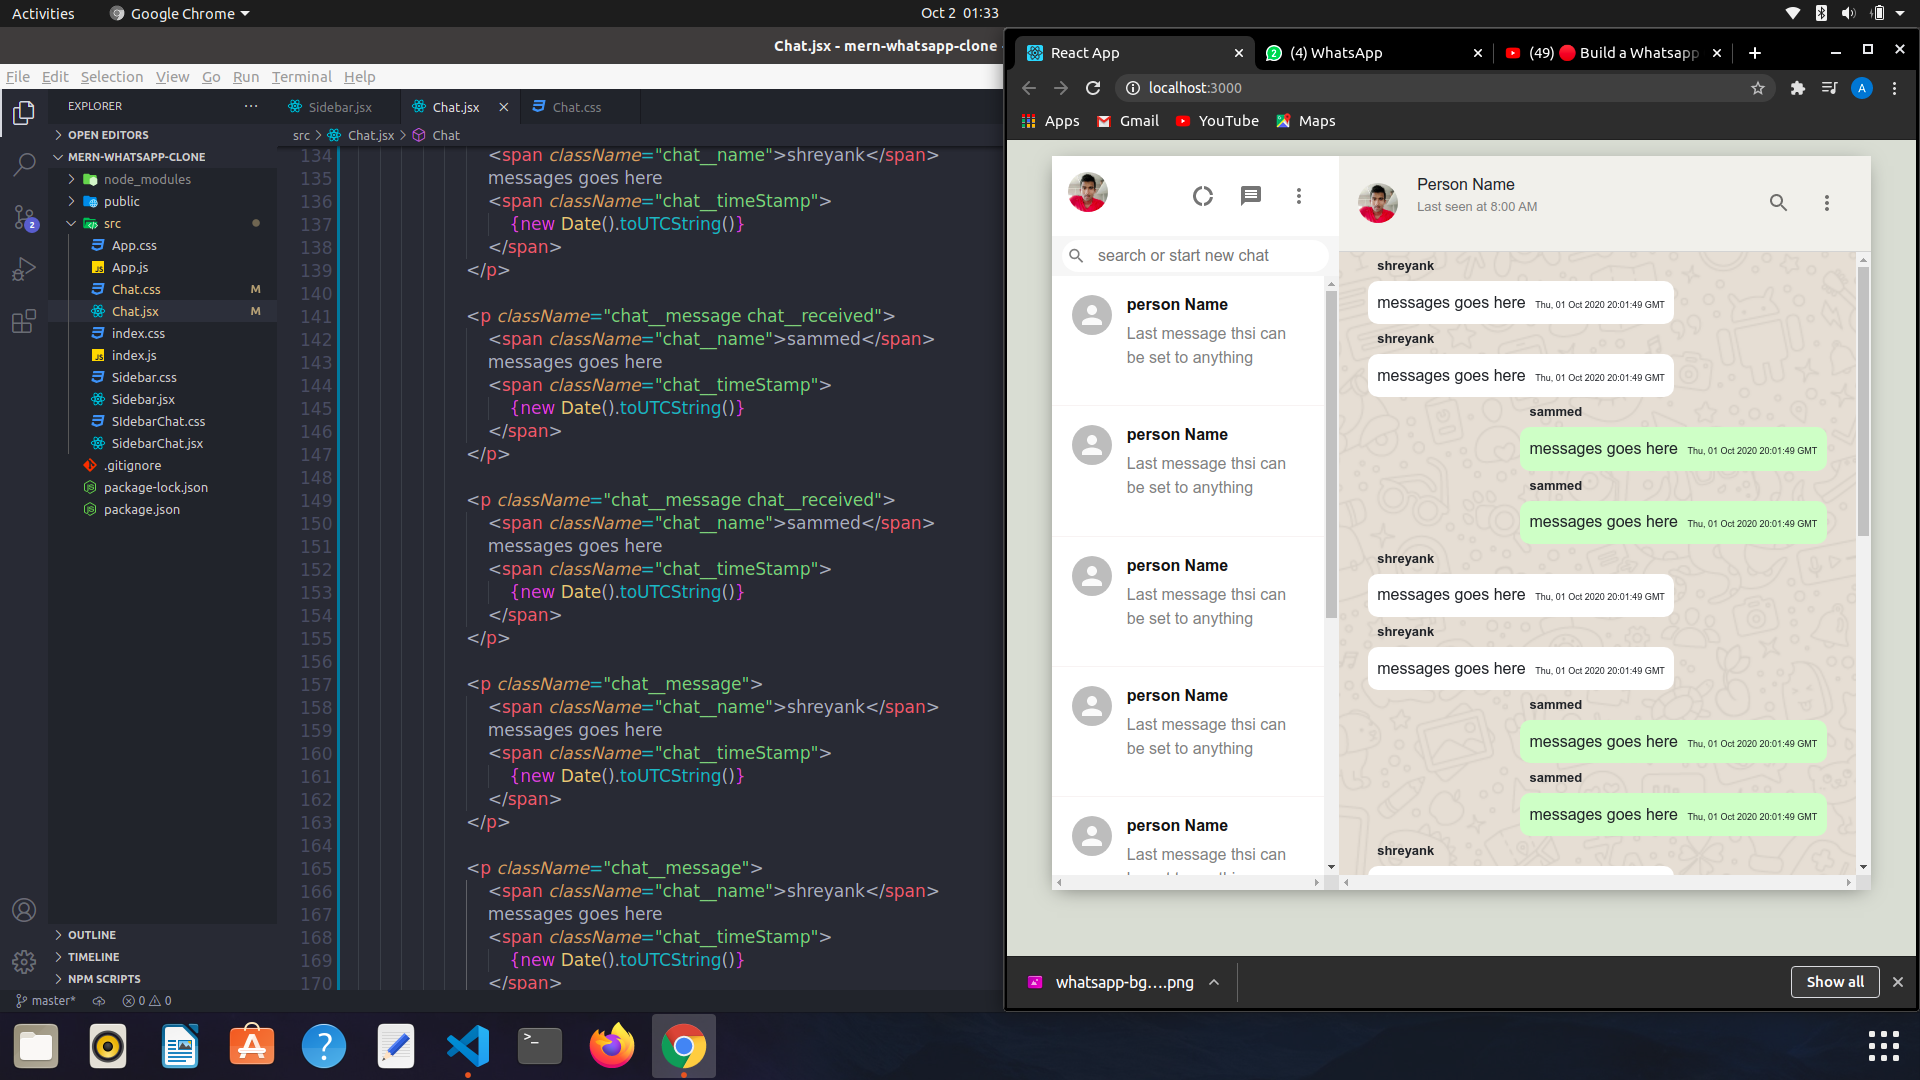 Activities
Google Chrome
Oct 2 01:33
Chat.jsx - mern-whatsapp-clone -
File Edit Selection View Go Run Terminal Help
EXPLORER
OPEN EDITORS
MERN-WHATSAPP-CLONE
node_modules
public
src
App.css
App.js
Chat.css M
Chat.jsx M
index.css
index.js
Sidebar.css
Sidebar.jsx
SIdebarChat.css
SidebarChat.jsx
.gitignore
package-lock.json
package.json
OUTLINE
TIMELINE
NPM SCRIPTS
2
master* 0 0
Sidebar.jsx Chat.jsx Chat.css
src > Chat.jsx > Chat
134 <span className="chat__name">shreyank</span>
135 messages goes here
136 <span className="chat__timeStamp">
137 {new Date().toUTCString()}
138 </span>
139 </p>
140
141 <p className="chat__message chat__received">
142 <span className="chat__name">sammed</span>
143 messages goes here
144 <span className="chat__timeStamp">
145 {new Date().toUTCString()}
146 </span>
147 </p>
148
149 <p className="chat__message chat__received">
150 <span className="chat__name">sammed</span>
151 messages goes here
152 <span className="chat__timeStamp">
153 {new Date().toUTCString()}
154 </span>
155 </p>
156
157 <p className="chat__message">
158 <span className="chat__name">shreyank</span>
159 messages goes here
160 <span className="chat__timeStamp">
161 {new Date().toUTCString()}
162 </span>
163 </p>
164
165 <p className="chat__message">
166 <span className="chat__name">shreyank</span>
167 messages goes here
168 <span className="chat__timeStamp">
169 {new Date().toUTCString()}
170 </span>
React App
(4) WhatsApp
(49) Build a Whatsapp
localhost:3000
A
Apps Gmail YouTube Maps
search or start new chat
person Name
Last message thsi can
be set to anything
person Name
Last message thsi can
be set to anything
person Name
Last message thsi can
be set to anything
person Name
Last message thsi can
be set to anything
person Name
Last message thsi can
Person Name
Last seen at 8:00 AM
shreyank
messages goes here Thu, 01 Oct 2020 20:01:49 GMT
shreyank
messages goes here Thu, 01 Oct 2020 20:01:49 GMT
sammed
messages goes here Thu, 01 Oct 2020 20:01:49 GMT
sammed
messages goes here Thu, 01 Oct 2020 20:01:49 GMT
shreyank
messages goes here Thu, 01 Oct 2020 20:01:49 GMT
shreyank
messages goes here Thu, 01 Oct 2020 20:01:49 GMT
sammed
messages goes here Thu, 01 Oct 2020 20:01:49 GMT
sammed
messages goes here Thu, 01 Oct 2020 20:01:49 GMT
shreyank
whatsapp-bg....png
Show all